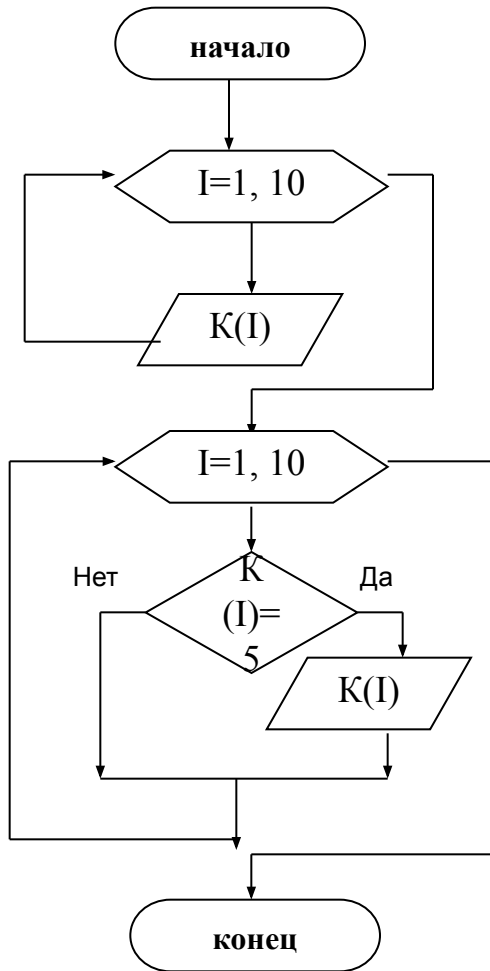 начало
I=1, 10
К(I)
I=1, 10
Нет
К
Да
(I)=
5
К(I)
конец